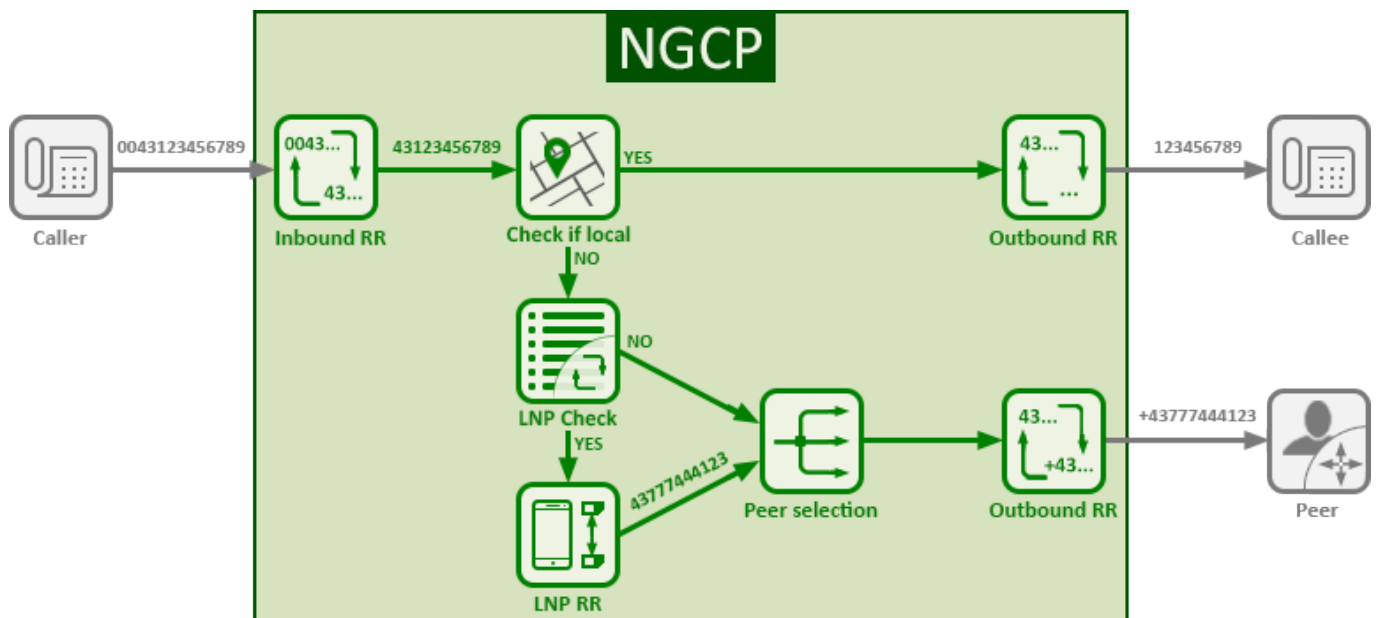 NGCP
0043123456789
0043...
43...
43123456789
YES
43...
...
123456789
Caller
Inbound RR
Check if local
Outbound RR
Callee
NO
NO
LNP Check
YES
43777444123
Peer selection
43...
+43...
+43777444123
Outbound RR
Peer
LNP RR